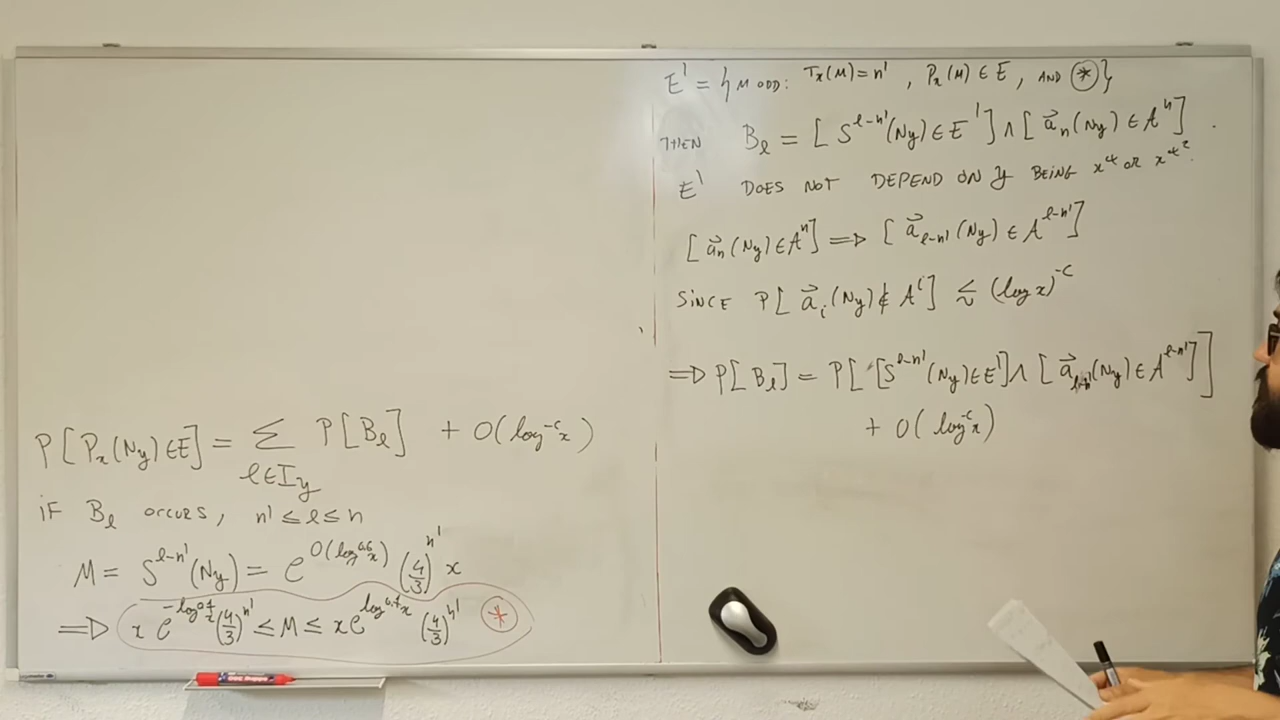 P[P_x(N_y)∈E] = Σ_{ℓ∈I_y} P[B_ℓ] + O(log^{-c}x)
IF B_ℓ OCCURS, n' ≤ ℓ ≤ n
M = S^{ℓ-n'}(N_y) = e^{O(log^{0.6}x)} (4/3)^{n'} x
⟹ x e^{-log^{0.7}x} (4/3)^{n'} ≤ M ≤ x e^{log^{0.7}x} (4/3)^{n'} (*)
E' = { M ODD: T_x(M) = n', P_x(M) ∈ E, AND (*) }
THEN B_ℓ = [S^{ℓ-n'}(N_y) ∈ E'] ∧ [a⃗_n(N_y) ∈ A^n].
E' DOES NOT DEPEND ON y BEING x^α OR x^{α²}.
[a⃗_n(N_y) ∈ A^n] ⟹ [a⃗_{ℓ-n'}(N_y) ∈ A^{ℓ-n'}]
SINCE P[a⃗_i(N_y) ∉ A^i] ≲ (log x)^{-c}
⟹ P[B_ℓ] = P[[S^{ℓ-n'}(N_y) ∈ E'] ∧ [a⃗_{ℓ-n'}(N_y) ∈ A^{ℓ-n'}]]
+ O(log^{-c}x)